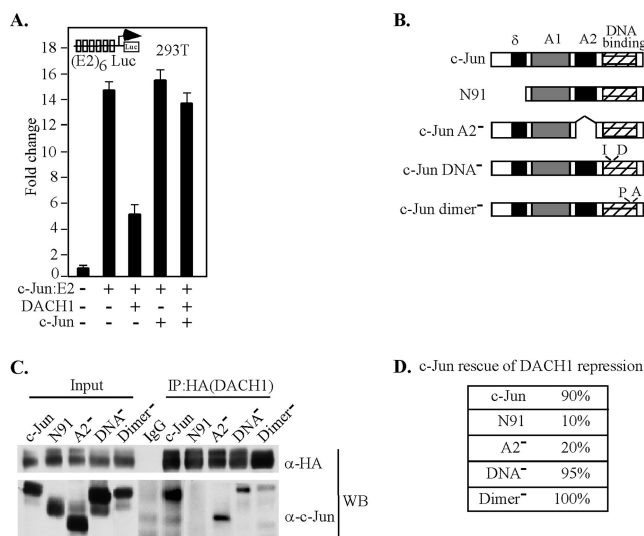 A.
(E2)6 Luc
Luc
293T
Fold change
18
16
14
12
10
8
6
4
2
0
c-Jun:E2 - + + + +
DACH1 - - + - +
c-Jun - - - + +
B.
δ A1 A2 DNA binding
c-Jun
N91
c-Jun A2-
c-Jun DNA-
I D
c-Jun dimer-
P A
C.
Input
IP:HA(DACH1)
c-Jun N91 A2- DNA- Dimer- IgG c-Jun N91 A2- DNA- Dimer-
α-HA
α-c-Jun
WB
D. c-Jun rescue of DACH1 repression
c-Jun 90%
N91 10%
A2- 20%
DNA- 95%
Dimer- 100%